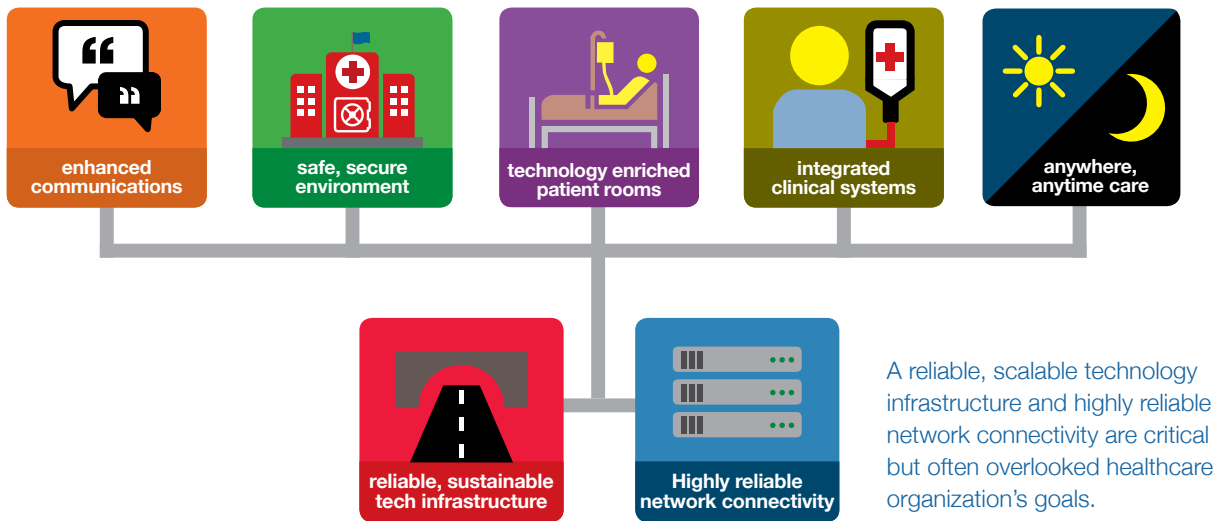 enhanced
communications
safe, secure
environment
technology enriched
patient rooms
integrated
clinical systems
anywhere,
anytime care
reliable, sustainable
tech infrastructure
Highly reliable
network connectivity
A reliable, scalable technology
infrastructure and highly reliable
network connectivity are critical
but often overlooked healthcare
organization’s goals.